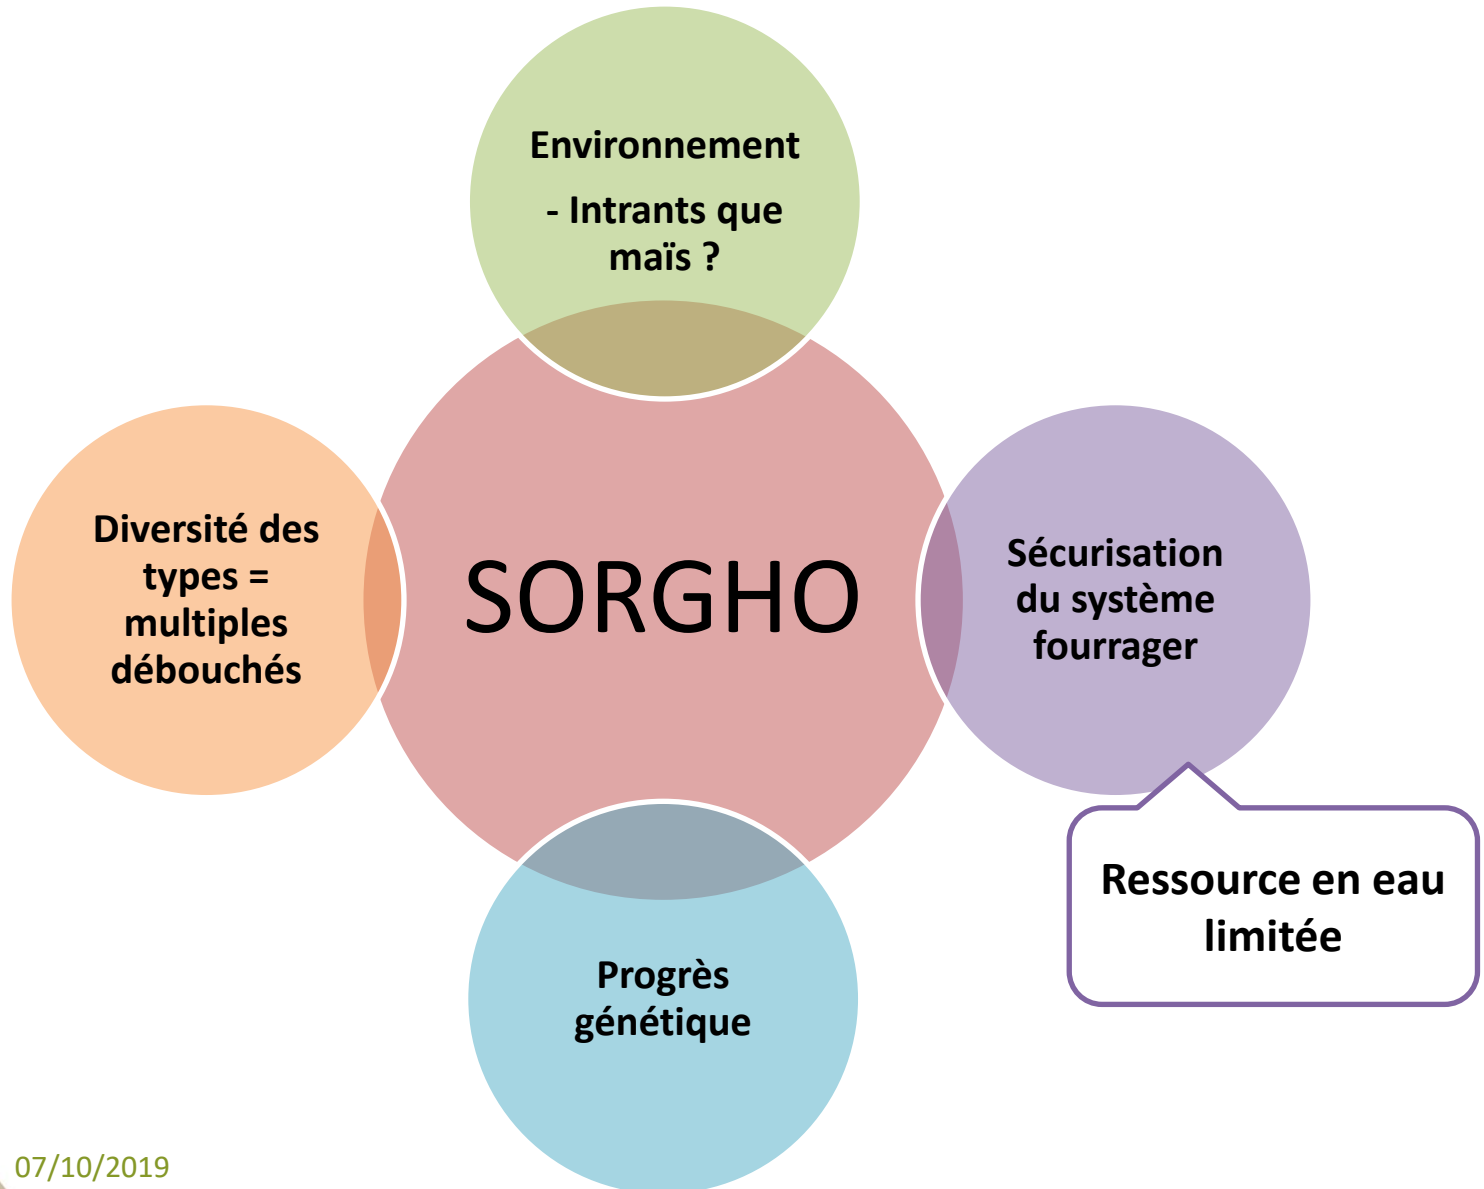 Environnement
- Intrants que
maïs ?
Diversité des
types =
multiples
débouchés
SORGHO
Sécurisation
du système
fourrager
Ressource en eau
limitée
Progrès
génétique
07/10/2019